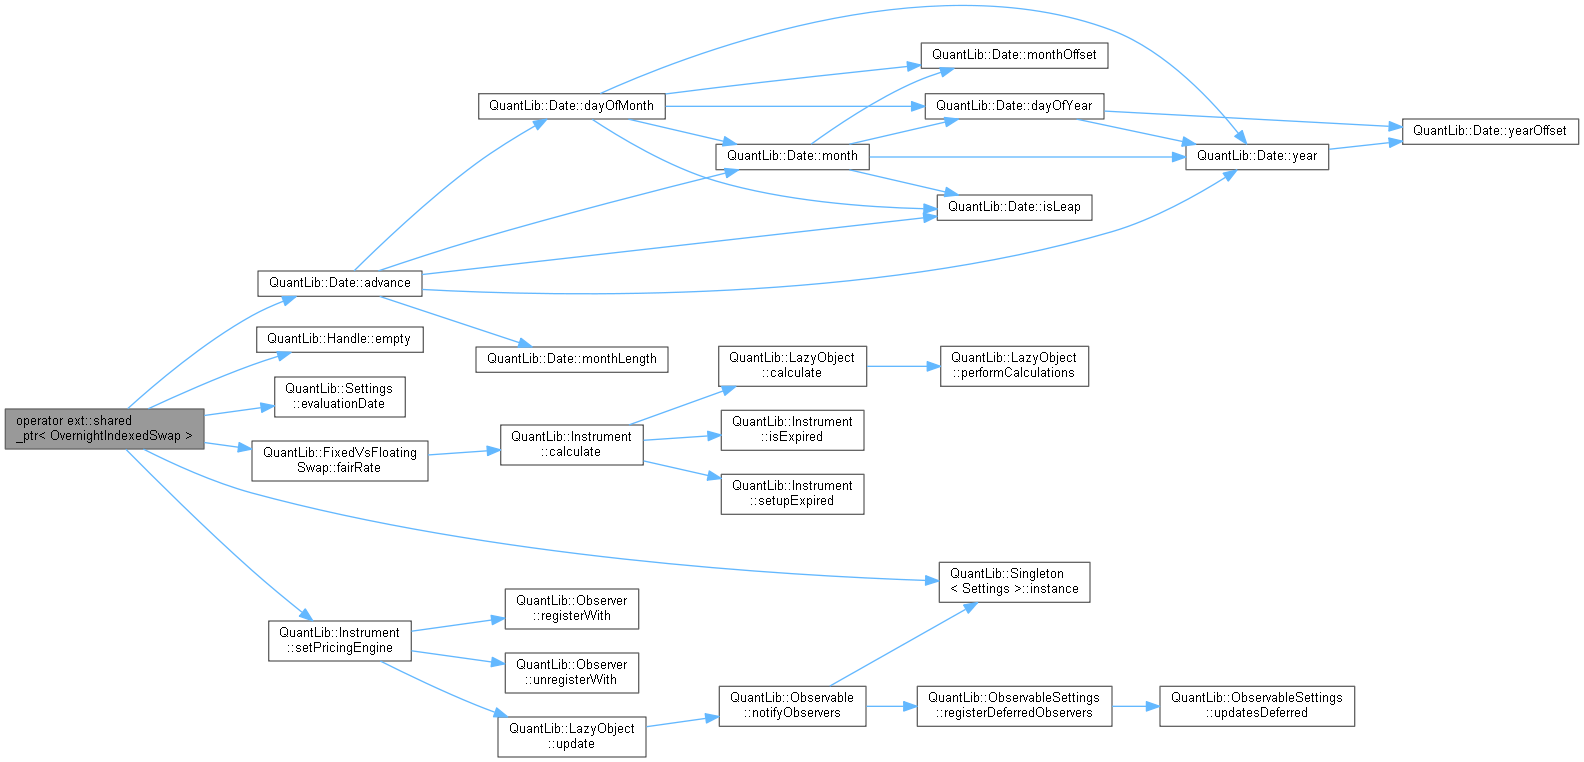 QuantLib::Date::monthOffset
QuantLib::Date::dayOfMonth
QuantLib::Date::dayOfYear
QuantLib::Date::yearOffset
QuantLib::Date::month
QuantLib::Date::year
QuantLib::Date::isLeap
QuantLib::Date::advance
QuantLib::Handle::empty
QuantLib::Date::monthLength
QuantLib::LazyObject
::calculate
QuantLib::LazyObject
::performCalculations
QuantLib::Settings
::evaluationDate
operator ext::shared
_ptr< OvernightIndexedSwap >
QuantLib::FixedVsFloating
Swap::fairRate
QuantLib::Instrument
::calculate
QuantLib::Instrument
::isExpired
QuantLib::Instrument
::setupExpired
QuantLib::Singleton
< Settings >::instance
QuantLib::Observer
::registerWith
QuantLib::Instrument
::setPricingEngine
QuantLib::Observer
::unregisterWith
QuantLib::LazyObject
::update
QuantLib::Observable
::notifyObservers
QuantLib::ObservableSettings
::registerDeferredObservers
QuantLib::ObservableSettings
::updatesDeferred